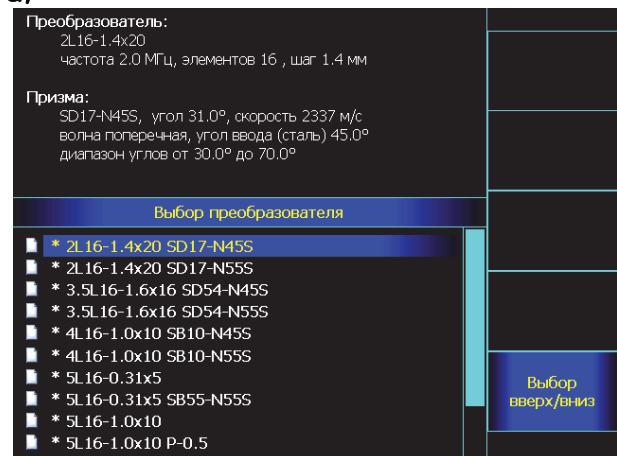 Преобразователь:
2L16-1.4x20
частота 2.0 МГц, элементов 16 , шаг 1.4 мм
Призма:
SD17-N45S, угол 31.0º, скорость 2337 м/с
волна поперечная, угол ввода (сталь) 45.0º
диапазон углов от 30.0º до 70.0º
Выбор преобразователя
* 2L16-1.4x20 SD17-N45S
* 2L16-1.4x20 SD17-N55S
* 3.5L16-1.6x16 SD54-N45S
* 3.5L16-1.6x16 SD54-N55S
* 4L16-1.0x10 SB10-N45S
* 4L16-1.0x10 SB10-N55S
* 5L16-0.31x5
* 5L16-0.31x5 SB55-N55S
* 5L16-1.0x10
* 5L16-1.0x10 P-0.5
Выбор
вверх/вниз